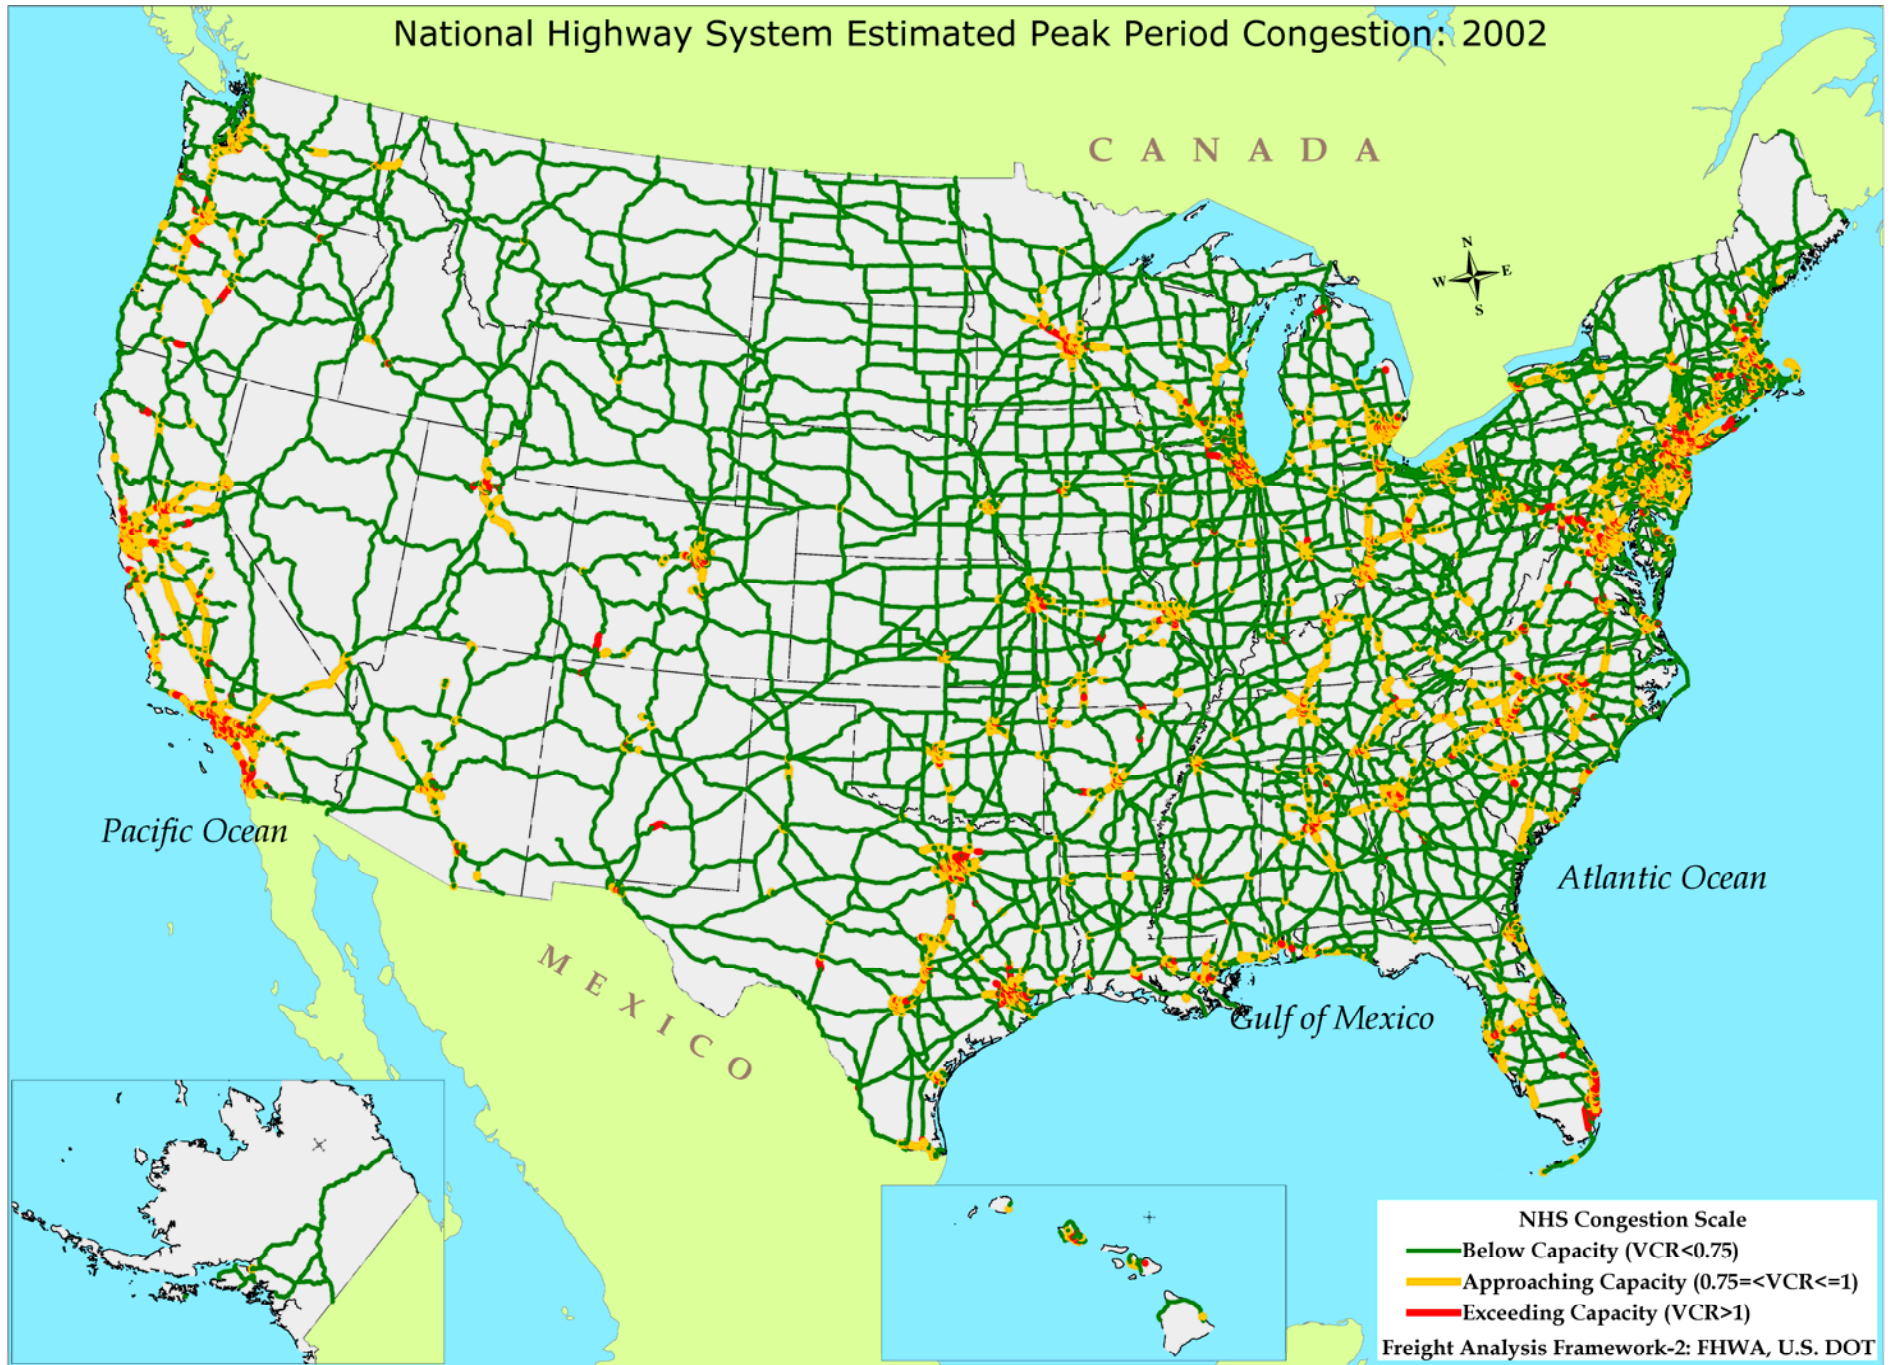 National Highway System Estimated Peak Period Congestion: 2002
C A N A D A
N
W E
S
Pacific Ocean
Atlantic Ocean
M E X I C O
Gulf of Mexico
NHS Congestion Scale
Below Capacity (VCR<0.75)
Approaching Capacity (0.75=<VCR<=1)
Exceeding Capacity (VCR>1)
Freight Analysis Framework-2: FHWA, U.S. DOT